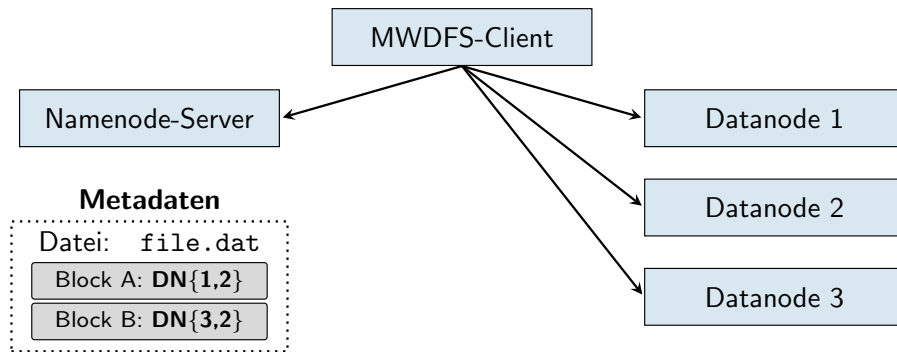 MWDFS-Client
Namenode-Server
Datanode 1
Datanode 2
Datanode 3
Metadaten
Datei: file.dat
Block A: DN{1,2}
Block B: DN{3,2}